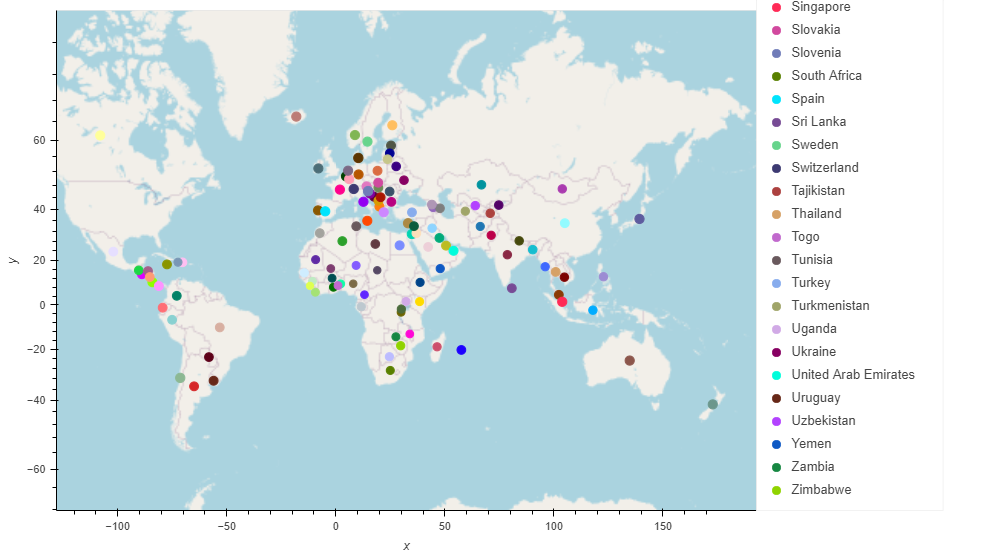 Singapore
Slovakia
Slovenia
South Africa
Spain
Sri Lanka
Sweden
Switzerland
Tajikistan
Thailand
Togo
Tunisia
Turkey
Turkmenistan
Uganda
Ukraine
United Arab Emirates
Uruguay
Uzbekistan
Yemen
Zambia
Zimbabwe
60
40
20
0
−20
−40
−60
y
−100 −50 0 50 100 150
x